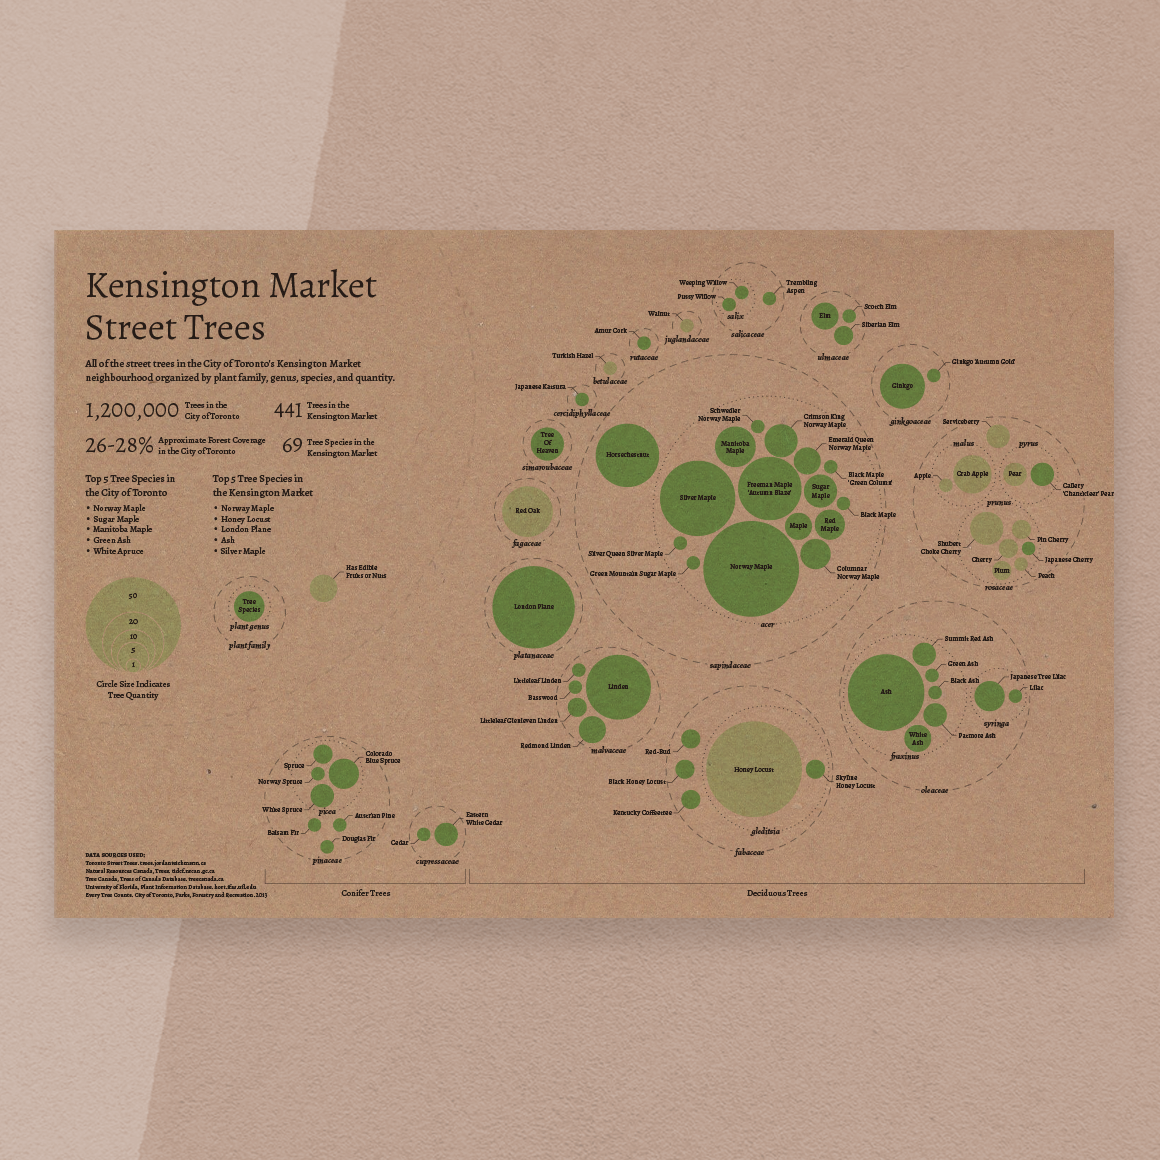 Kensington Market
Street Trees
All of the street trees in the City of Toronto's Kensington Market
neighbourhood organized by plant family, genus, species, and quantity.
1,200,000 Trees in the
City of Toronto
441 Trees in the
Kensington Market
26-28% Approximate Forest Coverage
in the City of Toronto
69 Tree Species in the
Kensington Market
Top 5 Tree Species in
the City of Toronto
• Norway Maple
• Sugar Maple
• Manitoba Maple
• Green Ash
• White Apruce
Top 5 Tree Species in
the Kensington Market
• Norway Maple
• Honey Locust
• London Plane
• Ash
• Silver Maple
50
20
10
5
1
Circle Size Indicates
Tree Quantity
Tree
Species
plant genus
plant family
Has Edible
Fruits or Nuts
Weeping Willow
Pussy Willow
Trembling
Aspen
salix
salicaceae
Walnut
juglandaceae
Amur Cork
rutaceae
Turkish Hazel
betulaceae
Japanese Katsura
cercidiphyllaceae
Tree
Of
Heaven
simaroubaceae
Red Oak
fagaceae
London Plane
platanaceae
Elm
Scotch Elm
Siberian Elm
ulmaceae
Ginkgo
Ginkgo 'Autumn Gold'
ginkgoaceae
Horsechestnut
Schwedler
Norway Maple
Crimson King
Norway Maple
Manitoba
Maple
Emerald Queen
Norway Maple
Black Maple
'Green Column'
Silver Maple
Freeman Maple
'Autumn Blaze'
Sugar
Maple
Black Maple
Maple
Red
Maple
Silver Queen Silver Maple
Green Mountain Sugar Maple
Norway Maple
Columnar
Norway Maple
acer
sapindaceae
Serviceberry
malus
pyrus
Apple
Crab Apple
Pear
Callery
'Chanticleer' Pear
prunus
Shubert
Choke Cherry
Pin Cherry
Cherry
Japanese Cherry
Plum
Peach
rosaceae
Littleleaf Linden
Basswood
Littleleaf Glenleven Linden
Redmond Linden
Linden
malvaceae
Red-Bud
Black Honey Locust
Kentucky Coffeetree
Honey Locust
Skyline
Honey Locust
gleditsia
fabaceae
Summit Red Ash
Green Ash
Black Ash
Ash
White
Ash
Patmore Ash
fraxinus
Japanese Tree Lilac
Lilac
syringa
oleaceae
Spruce
Norway Spruce
White Spruce
Colorado
Blue Spruce
picea
Balsam Fir
Austrian Pine
Douglas Fir
pinaceae
Cedar
Eastern
White Cedar
cupressaceae
DATA SOURCES USED:
Toronto Street Trees.
Natural Resources Canada, Trees. tidcf.nrcan.gc.ca
Tree Canada, Trees of Canada Database. treecanada.ca
University of Florida, Plant Information Database. hort.ifas.ufl.edu
Every Tree Counts. City of Toronto, Parks, Forestry and Recreation. 2013
Conifer Trees
Deciduous Trees